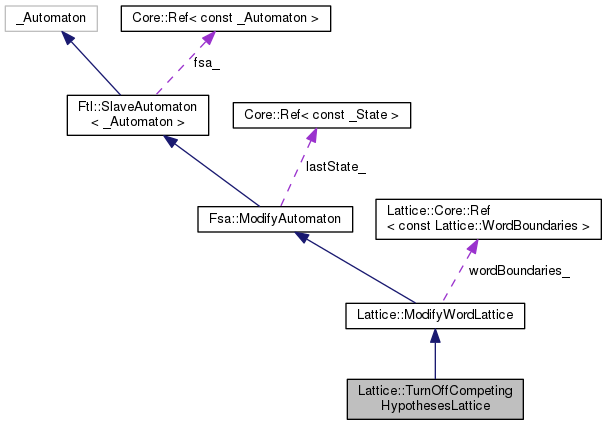 _Automaton
Core::Ref< const _Automaton >
fsa_
Ftl::SlaveAutomaton
< _Automaton >
Core::Ref< const _State >
lastState_
Fsa::ModifyAutomaton
Lattice::Core::Ref
< const Lattice::WordBoundaries >
wordBoundaries_
Lattice::ModifyWordLattice
Lattice::TurnOffCompeting
HypothesesLattice